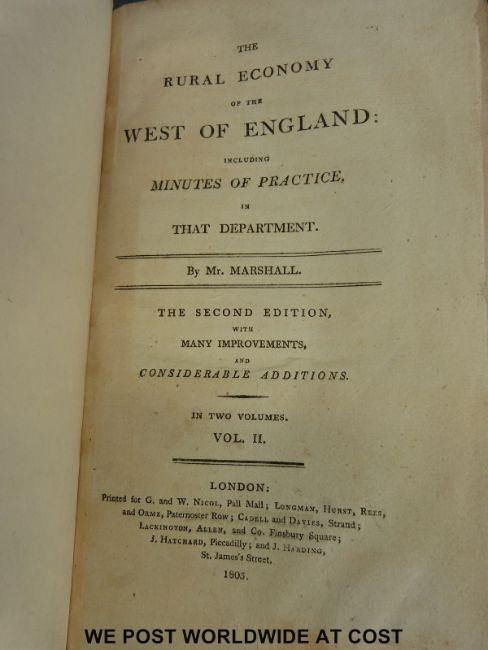 THE
RURAL ECONOMY
OF THE
WEST OF ENGLAND:
INCLUDING
MINUTES OF PRACTICE,
IN
THAT DEPARTMENT.
By Mr. MARSHALL.
THE SECOND EDITION,
WITH
MANY IMPROVEMENTS,
AND
CONSIDERABLE ADDITIONS.
IN TWO VOLUMES.
VOL. II.
LONDON:
Printed for G. and W. NICOL, Pall Mall; LONGMAN, HURST, REES,
and ORME, Paternoster Row; CADELL and DAVIES, Strand;
LACKINGTON, ALLEN, and Co. Finsbury Square;
J. HATCHARD, Piccadilly; and J. HARDING,
St. James's Street.
1805.
WE POST WORLDWIDE AT COST